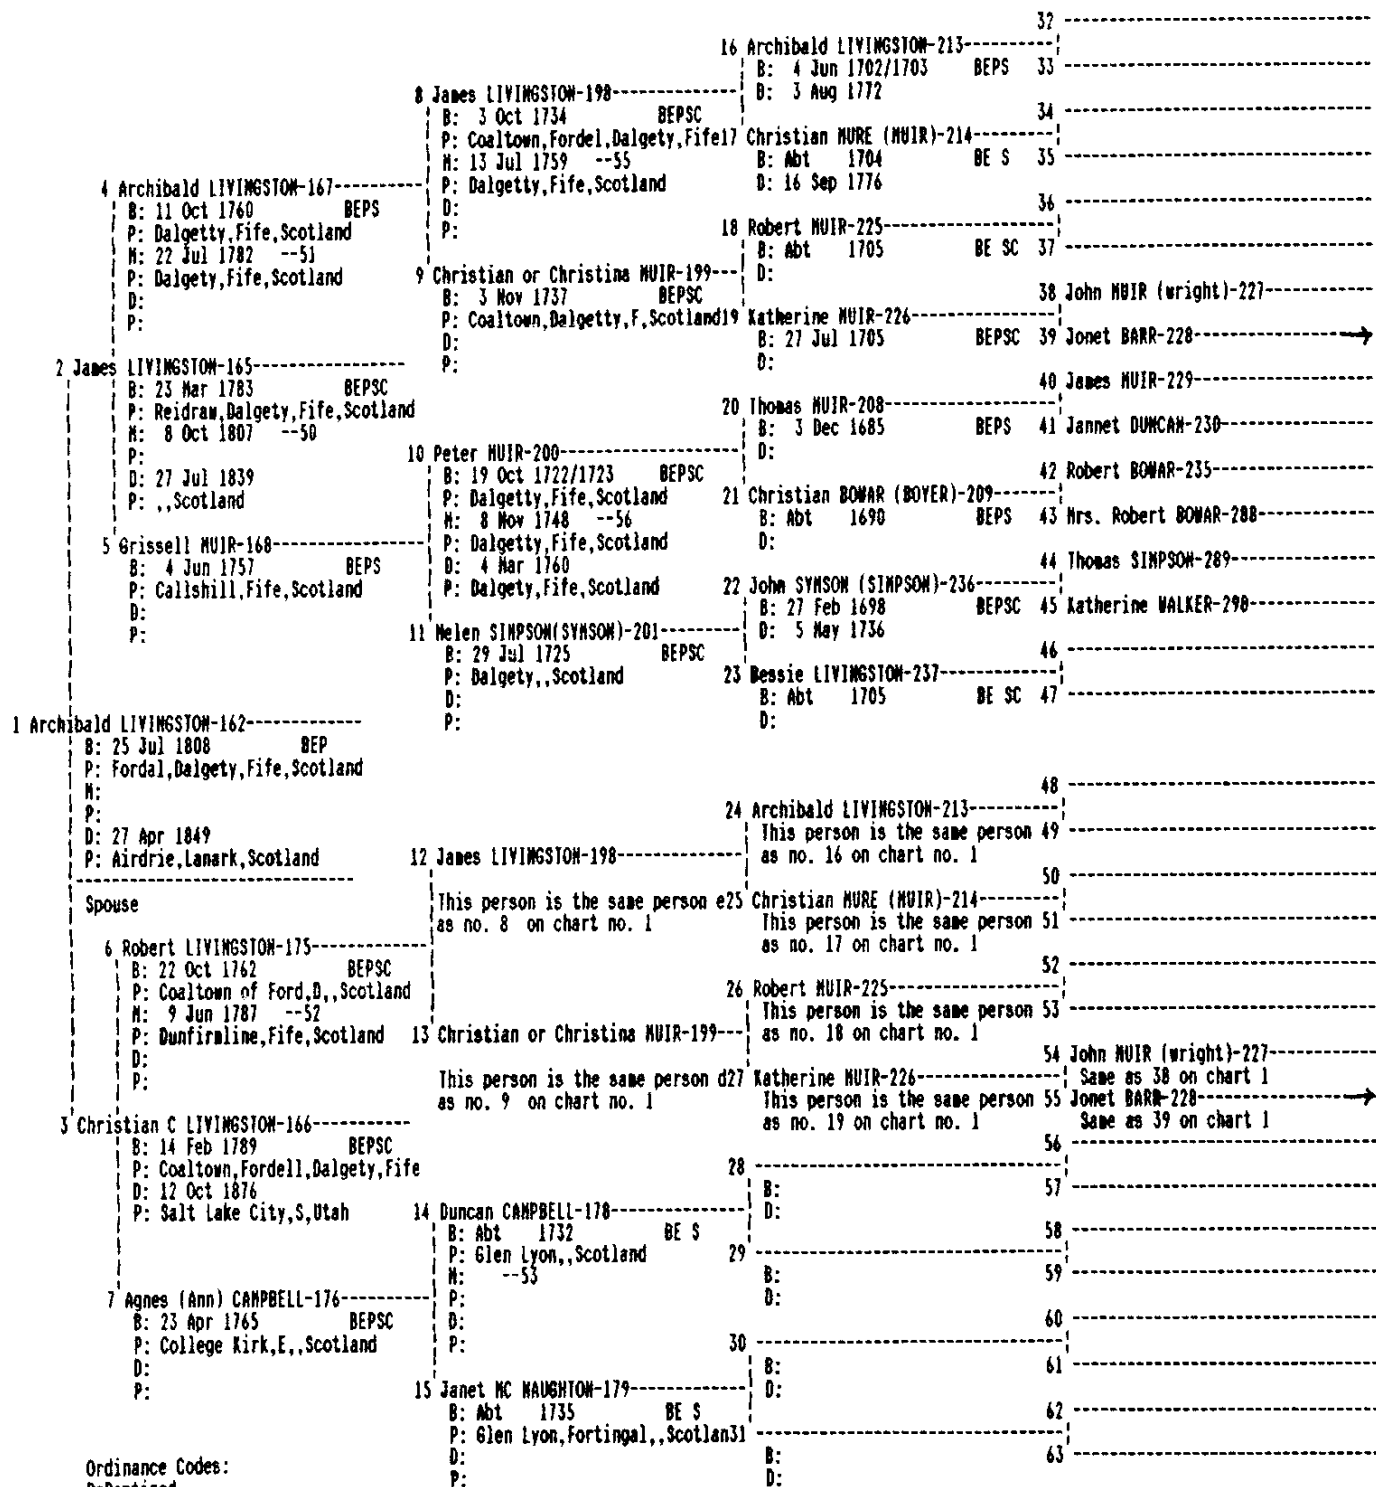 32
16 Archibald LIVINGSTON-213
B: 4 Jun 1702/1703 BEPS 33
8 James LIVINGSTON-198 D: 3 Aug 1772
B: 3 Oct 1734 BEPSC 34
P: Coaltown,Fordel,Dalgety,Fife17 Christian MURE (MUIR)-214
M: 13 Jul 1759 --55 B: Abt 1704 BE S 35
4 Archibald LIVINGSTON-167 P: Dalgetty,Fife,Scotland D: 16 Sep 1776
B: 11 Oct 1760 BEPS D: 36
P: Dalgetty,Fife,Scotland P: 18 Robert MUIR-225
M: 22 Jul 1782 --51 B: Abt 1705 BE SC 37
P: Dalgety,Fife,Scotland 9 Christian or Christina MUIR-199 D:
D: B: 3 Nov 1737 BEPSC 38 John MUIR (wright)-227
P: P: Coaltown,Dalgetty,F,Scotland19 Katherine MUIR-226
D: B: 27 Jul 1705 BEPSC 39 Jonet BARR-228
2 James LIVINGSTON-165 P: D:
B: 23 Mar 1783 BEPSC 40 James MUIR-229
P: Reidraw,Dalgety,Fife,Scotland 20 Thomas MUIR-208
M: 8 Oct 1807 --50 B: 3 Dec 1685 BEPS 41 Jannet DUNCAN-230
P: 10 Peter MUIR-200 D:
D: 27 Jul 1839 B: 19 Oct 1722/1723 BEPSC 42 Robert BOWAR-235
P: ,,Scotland P: Dalgetty,Fife,Scotland 21 Christian BOWAR (BOYER)-209
M: 8 Nov 1748 --56 B: Abt 1690 BEPS 43 Mrs. Robert BOWAR-288
5 Grissell MUIR-168 P: Dalgetty,Fife,Scotland D:
B: 4 Jun 1757 BEPS D: 4 Mar 1760 44 Thomas SIMPSON-289
P: Callshill,Fife,Scotland P: Dalgety,Fife,Scotland 22 John SYMSON (SIMPSON)-236
D: B: 27 Feb 1698 BEPSC 45 Katherine WALKER-298
P: 11 Helen SIMPSON(SYMSON)-201 D: 5 May 1736
B: 29 Jul 1725 BEPSC 46
P: Dalgety,,Scotland 23 Bessie LIVINGSTON-237
D: B: Abt 1705 BE SC 47
1 Archibald LIVINGSTON-162 P: D:
B: 25 Jul 1808 BEP
P: Fordal,Dalgety,Fife,Scotland
M: 48
P: 24 Archibald LIVINGSTON-213
D: 27 Apr 1849 This person is the same person 49
P: Airdrie,Lanark,Scotland 12 James LIVINGSTON-198 as no. 16 on chart no. 1
50
Spouse This person is the same person e25 Christian MURE (MUIR)-214
as no. 8 on chart no. 1 This person is the same person 51
6 Robert LIVINGSTON-175 as no. 17 on chart no. 1
B: 22 Oct 1762 BEPSC 52
P: Coaltown of Ford,D,,Scotland 26 Robert MUIR-225
M: 9 Jun 1787 --52 This person is the same person 53
P: Dunfirmline,Fife,Scotland 13 Christian or Christina MUIR-199 as no. 18 on chart no. 1
D: 54 John MUIR (wright)-227
P: This person is the same person d27 Katherine MUIR-226 Same as 38 on chart 1
as no. 9 on chart no. 1 This person is the same person 55 Jonet BARR-228
3 Christian C LIVINGSTON-166 as no. 19 on chart no. 1 Same as 39 on chart 1
B: 14 Feb 1789 BEPSC 56
P: Coaltown,Fordell,Dalgety,Fife 28
D: 12 Oct 1876 B: 57
P: Salt Lake City,S,Utah 14 Duncan CAMPBELL-178 D:
B: Abt 1732 BE S 58
P: Glen Lyon,,Scotland 29
M: --53 B: 59
7 Agnes (Ann) CAMPBELL-176 P: D:
B: 23 Apr 1765 BEPSC D: 60
P: College Kirk,E,,Scotland P: 30
D: B: 61
P: 15 Janet MC NAUGHTON-179 D:
B: Abt 1735 BE S 62
P: Glen Lyon,Fortingal,,Scotlan31
Ordinance Codes: D: B: 63
P: D: